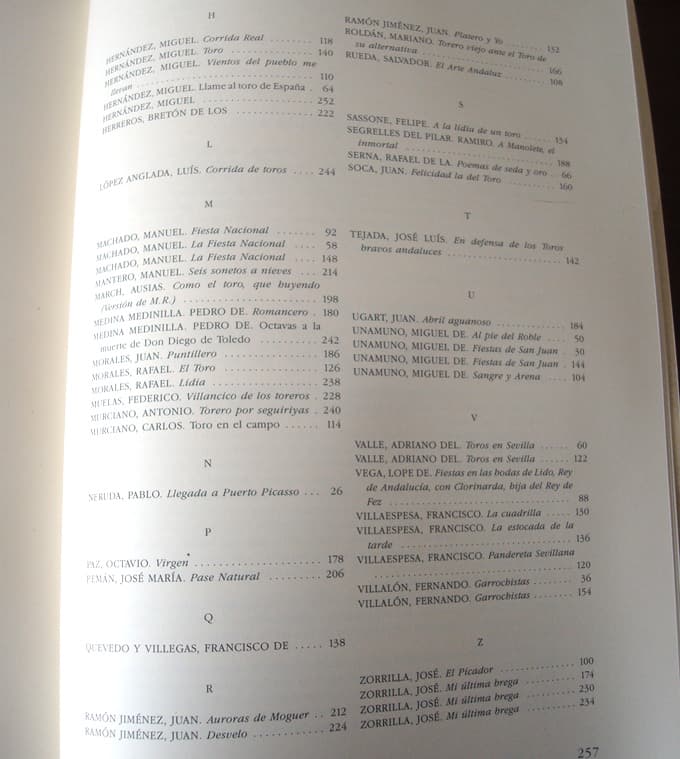 H
HERNÁNDEZ, MIGUEL. Corrida Real ........ 118
HERNÁNDEZ, MIGUEL. Toro ........ 140
HERNÁNDEZ, MIGUEL. Vientos del pueblo me
llevan ........ 110
HERNÁNDEZ, MIGUEL. Llame al toro de España . 64
HERNÁNDEZ, MIGUEL ........ 252
HERREROS, BRETÓN DE LOS ........ 222
L
LÓPEZ ANGLADA, LUÍS. Corrida de toros .... 244
M
MACHADO, MANUEL. Fiesta Nacional ....... 92
MACHADO, MANUEL. La Fiesta Nacional .... 58
MACHADO, MANUEL. La Fiesta Nacional .... 148
MANTERO, MANUEL. Seis sonetos a nieves ... 214
MARCH, AUSIAS. Como el toro, que buyendo
(Versión de M.R.) ........ 198
MEDINA MEDINILLA. PEDRO DE. Romancero . 180
MEDINA MEDINILLA. PEDRO DE. Octavas a la
muerte de Don Diego de Toledo ........ 242
MORALES, JUAN. Puntillero ........ 186
MORALES, RAFAEL. El Toro ........ 126
MORALES, RAFAEL. Lidia ........ 238
MUELAS, FEDERICO. Villancico de los toreros . 228
MURCIANO, ANTONIO. Torero por seguiriyas . 240
MURCIANO, CARLOS. Toro en el campo ...... 114
N
NERUDA, PABLO. Llegada a Puerto Picasso ... 26
P
PAZ, OCTAVIO. Virgen ........ 178
PEMÁN, JOSÉ MARÍA. Pase Natural ......... 206
Q
QUEVEDO Y VILLEGAS, FRANCISCO DE ..... 138
R
RAMÓN JIMÉNEZ, JUAN. Auroras de Moguer .. 212
RAMÓN JIMÉNEZ, JUAN. Desvelo ............ 224
RAMÓN JIMÉNEZ, JUAN. Platero y Yo ........ 132
ROLDÁN, MARIANO. Torero viejo ante el Toro de
su alternativa ........ 166
RUEDA, SALVADOR. El Arte Andaluz ........ 108
S
SASSONE, FELIPE. A la lidia de un toro ....... 134
SEGRELLES DEL PILAR. RAMIRO. A Manolete, el
inmortal ........ 188
SERNA, RAFAEL DE LA. Poemas de seda y oro . 66
SOCA, JUAN. Felicidad la del Toro ........ 160
T
TEJADA, JOSÉ LUÍS. En defensa de los Toros
bravos andaluces ........ 142
U
UGART, JUAN. Abril aguanoso ........ 184
UNAMUNO, MIGUEL DE. Al pie del Roble ..... 50
UNAMUNO, MIGUEL DE. Fiestas de San Juan . 30
UNAMUNO, MIGUEL DE. Fiestas de San Juan . 144
UNAMUNO, MIGUEL DE. Sangre y Arena .... 104
V
VALLE, ADRIANO DEL. Toros en Sevilla ...... 60
VALLE, ADRIANO DEL. Toros en Sevilla ...... 122
VEGA, LOPE DE. Fiestas en las bodas de Lido, Rey
de Andalucía, con Clorinarda, bija del Rey de
Fez ........ 88
VILLAESPESA, FRANCISCO. La cuadrilla ...... 130
VILLAESPESA, FRANCISCO. La estocada de la
tarde ........ 136
VILLAESPESA, FRANCISCO. Pandereta Sevillana
........ 120
VILLALÓN, FERNANDO. Garrochistas ........ 36
VILLALÓN, FERNANDO. Garrochistas ........ 154
Z
ZORRILLA, JOSÉ. El Picador ........ 100
ZORRILLA, JOSÉ. Mi última brega ........ 174
ZORRILLA, JOSÉ. Mi última brega ........ 230
ZORRILLA, JOSÉ. Mi última brega ........ 234
257